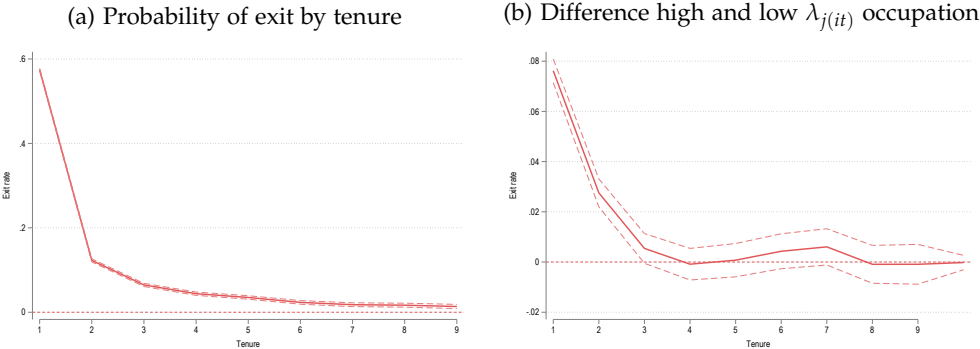 (a) Probability of exit by tenure
.6
.4
.2
0
Exit rate
1 2 3 4 5 6 7 8 9
Tenure
(b) Difference high and low λj(it) occupation
.08
.06
.04
.02
0
-.02
Exit rate
1 2 3 4 5 6 7 8 9
Tenure